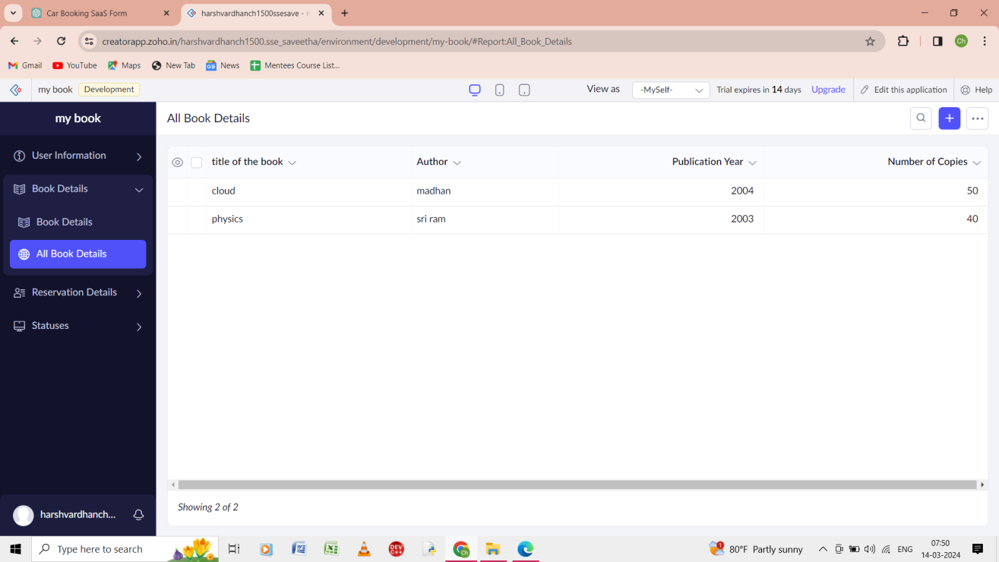 Car Booking SaaS Form
harshvardhanch1500ssesave -
creatorapp.zoho.in/harshvardhanch1500.sse_saveetha/environment/development/my-book/#Report:All_Book_Details
Ch
Gmail YouTube Maps New Tab News Mentees Course List...
my book Development View as -MySelf- Trial expires in 14 days Upgrade Edit this application Help
my book
User Information
Book Details
Book Details
All Book Details
Reservation Details
Statuses
harshvardhanch...
All Book Details
title of the book Author Publication Year Number of Copies
cloud madhan 2004 50
physics sri ram 2003 40
Showing 2 of 2
Type here to search
DEV C++
1
80°F Partly sunny
ENG
07:50
14-03-2024